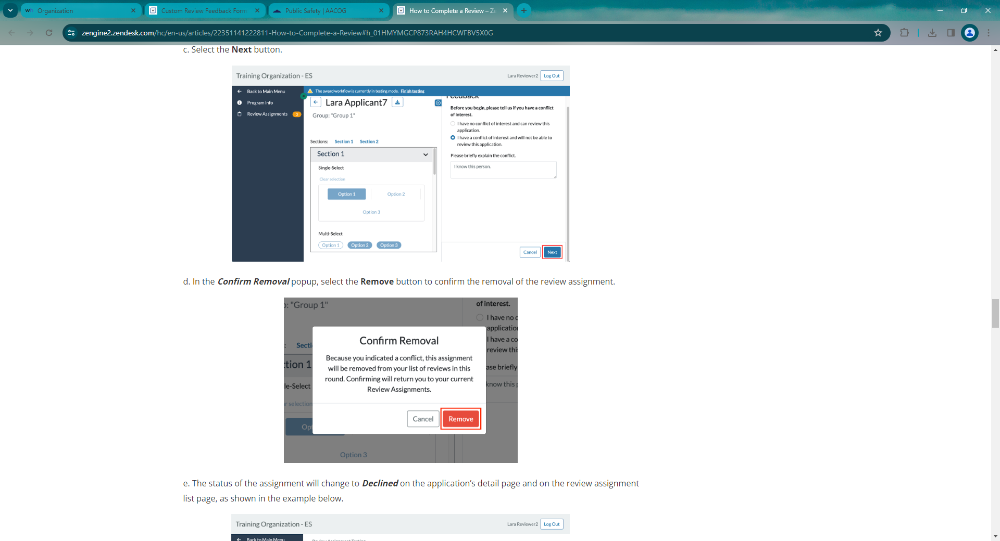 Organization
Custom Review Feedback Form
Public Safety | AACOG
How to Complete a Review – Ze
zengine2.zendesk.com/hc/en-us/articles/22351141222811-How-to-Complete-a-Review#h_01HMYMGCP873RAH4HCWFBV5X0G
c. Select the Next button.
Training Organization - ES
Lara Reviewer2
Log Out
Back to Main Menu
Program Info
Review Assignments
3
The award workflow is currently in testing mode. Finish testing
Lara Applicant7
Group: "Group 1"
Sections: Section 1 Section 2
Section 1
Single-Select
Clear selection
Option 1
Option 2
Option 3
Multi-Select
Option 1
Option 2
Option 3
Feedback
Before you begin, please tell us if you have a conflict
of interest.
I have no conflict of interest and can review this
application.
I have a conflict of interest and will not be able to
review this application.
Please briefly explain the conflict.
I know this person.
Cancel
Next
d. In the Confirm Removal popup, select the Remove button to confirm the removal of the review assignment.
p: "Group 1"
of interest.
I have no c
application
I have a co
review this
ase briefly
know this p
: Secti
tion 1
le-Select
r selection
Opt
Option 3
Confirm Removal
Because you indicated a conflict, this assignment
will be removed from your list of reviews in this
round. Confirming will return you to your current
Review Assignments.
Cancel
Remove
e. The status of the assignment will change to Declined on the application’s detail page and on the review assignment
list page, as shown in the example below.
Training Organization - ES
Lara Reviewer2
Log Out
Back to Main Menu
Review Assignment Testing